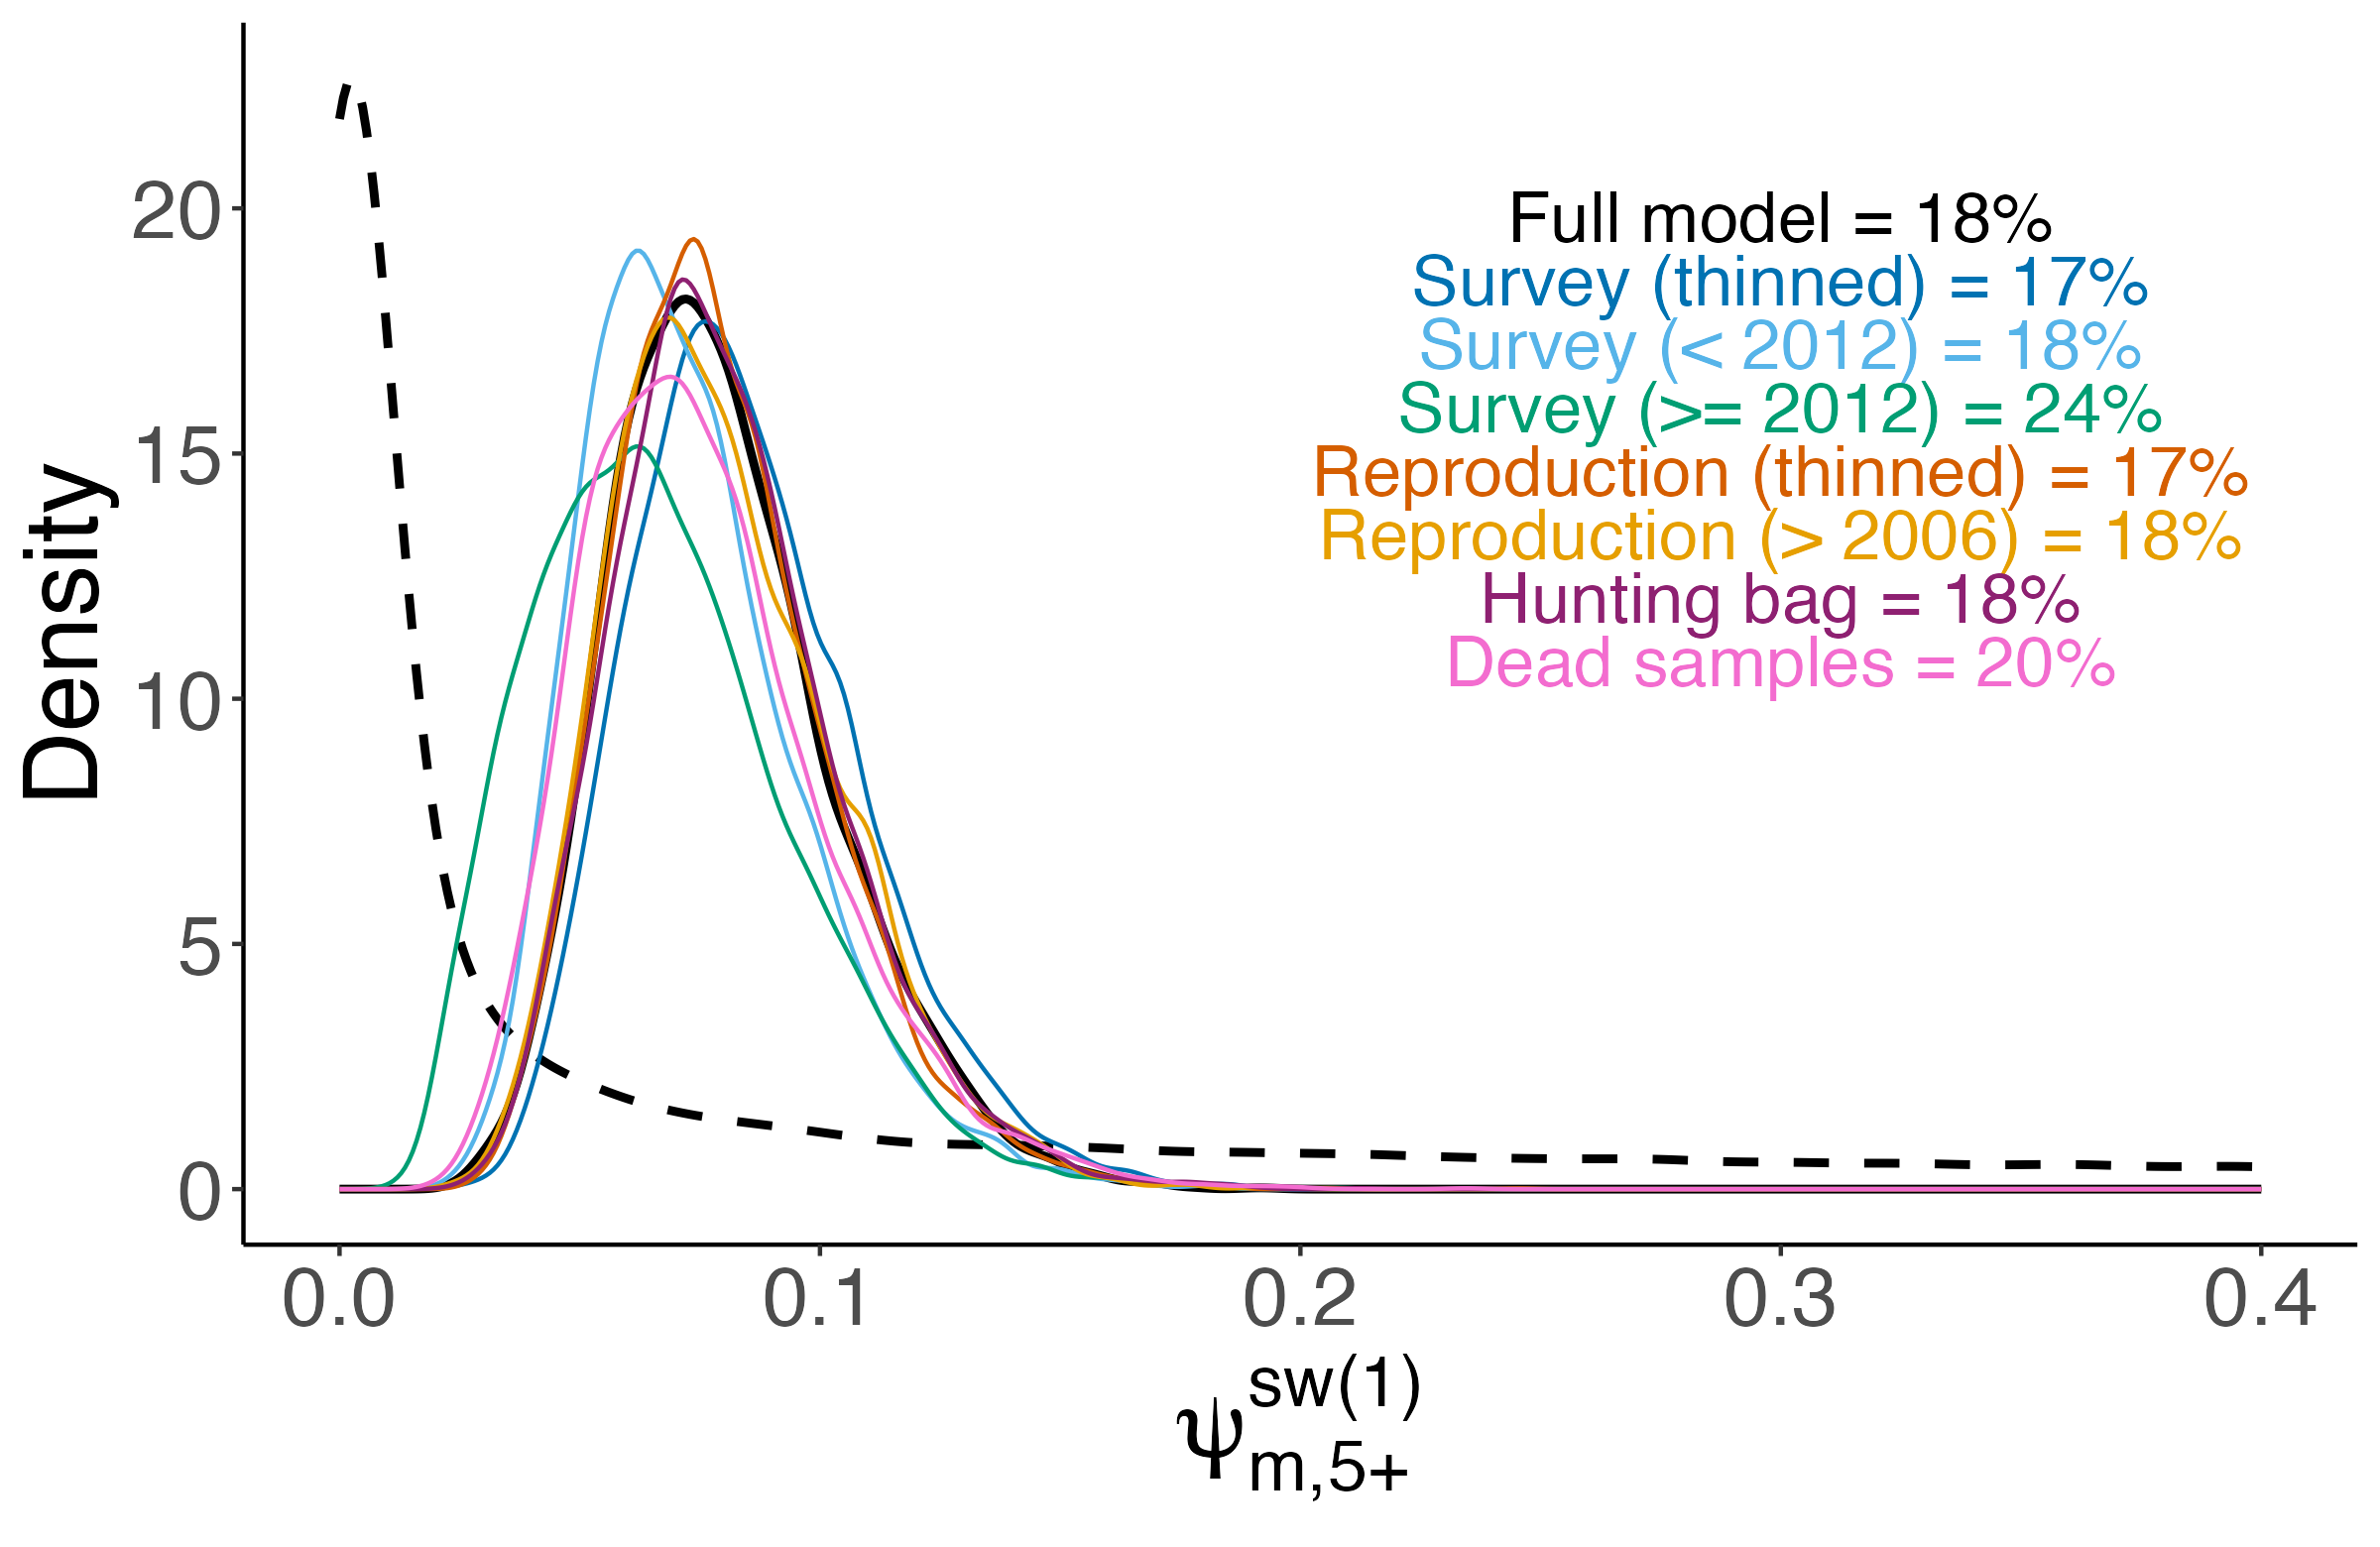 Density
20
15
10
5
0
Full model = 18%
Survey (thinned) = 17%
Survey (< 2012) = 18%
Survey (>= 2012) = 24%
Reproduction (thinned) = 17%
Reproduction (> 2006) = 18%
Hunting bag = 18%
Dead samples = 20%
0.0 0.1 0.2 0.3 0.4
ψ sw(1) m,5+